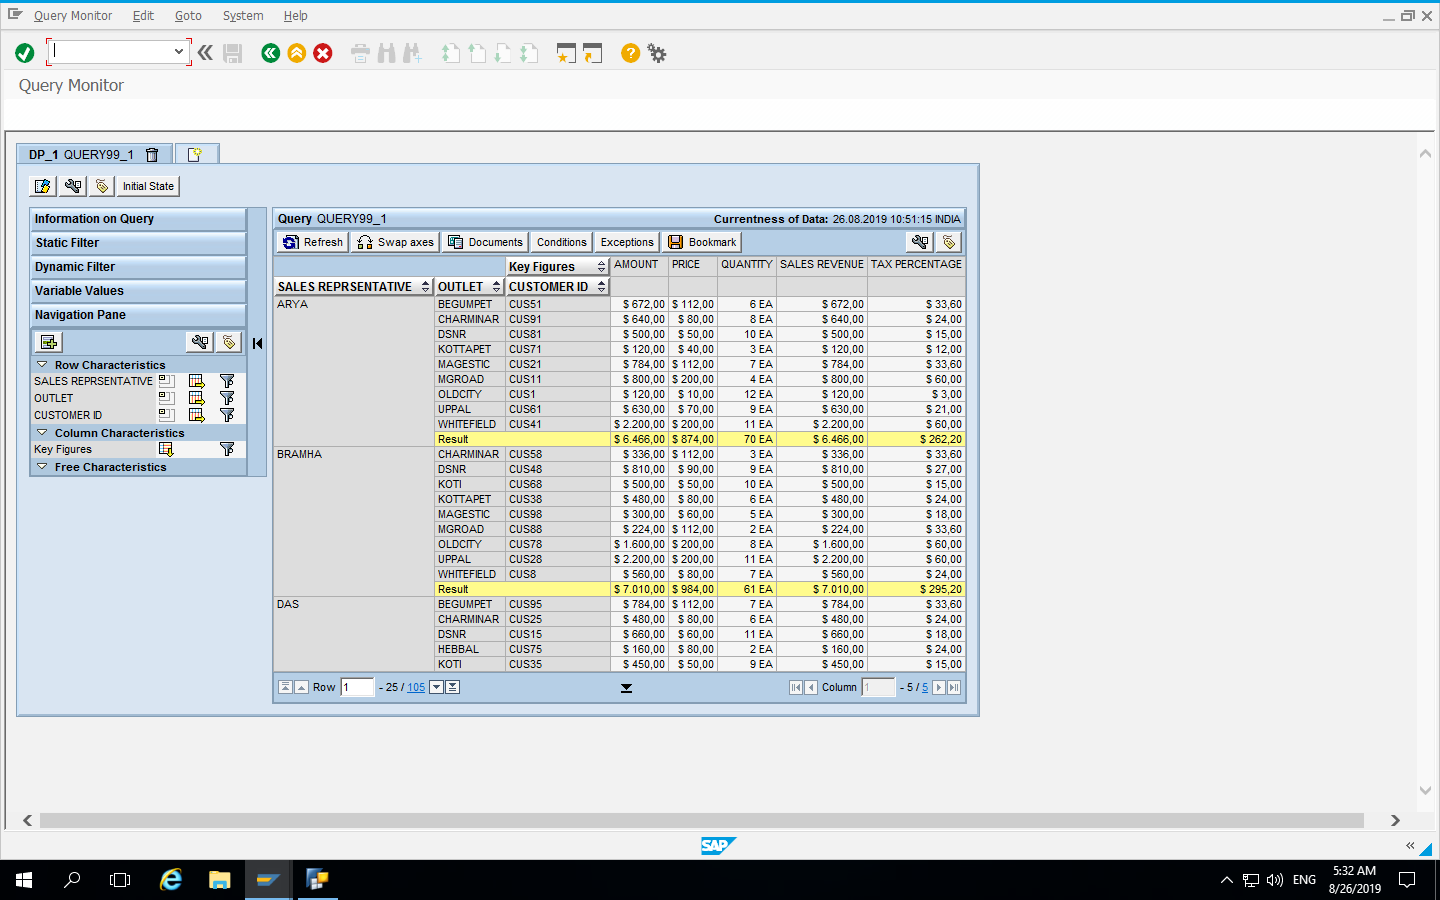 Query Monitor Edit Goto System Help
Query Monitor
DP_1 QUERY99_1
Initial State
Information on Query
Static Filter
Dynamic Filter
Variable Values
Navigation Pane
Row Characteristics
SALES REPRSENTATIVE
OUTLET
CUSTOMER ID
Column Characteristics
Key Figures
Free Characteristics
Query QUERY99_1 Currentness of Data: 26.08.2019 10:51:15 INDIA
Refresh Swap axes Documents Conditions Exceptions Bookmark
Key Figures AMOUNT PRICE QUANTITY SALES REVENUE TAX PERCENTAGE
SALES REPRSENTATIVE OUTLET CUSTOMER ID
ARYA BEGUMPET CUS51 $ 672,00 $ 112,00 6 EA $ 672,00 $ 33,60
CHARMINAR CUS91 $ 640,00 $ 80,00 8 EA $ 640,00 $ 24,00
DSNR CUS81 $ 500,00 $ 50,00 10 EA $ 500,00 $ 15,00
KOTTAPET CUS71 $ 120,00 $ 40,00 3 EA $ 120,00 $ 12,00
MAGESTIC CUS21 $ 784,00 $ 112,00 7 EA $ 784,00 $ 33,60
MGROAD CUS11 $ 800,00 $ 200,00 4 EA $ 800,00 $ 60,00
OLDCITY CUS1 $ 120,00 $ 10,00 12 EA $ 120,00 $ 3,00
UPPAL CUS61 $ 630,00 $ 70,00 9 EA $ 630,00 $ 21,00
WHITEFIELD CUS41 $ 2.200,00 $ 200,00 11 EA $ 2.200,00 $ 60,00
Result $ 6.466,00 $ 874,00 70 EA $ 6.466,00 $ 262,20
BRAMHA CHARMINAR CUS58 $ 336,00 $ 112,00 3 EA $ 336,00 $ 33,60
DSNR CUS48 $ 810,00 $ 90,00 9 EA $ 810,00 $ 27,00
KOTI CUS68 $ 500,00 $ 50,00 10 EA $ 500,00 $ 15,00
KOTTAPET CUS38 $ 480,00 $ 80,00 6 EA $ 480,00 $ 24,00
MAGESTIC CUS98 $ 300,00 $ 60,00 5 EA $ 300,00 $ 18,00
MGROAD CUS88 $ 224,00 $ 112,00 2 EA $ 224,00 $ 33,60
OLDCITY CUS78 $ 1.600,00 $ 200,00 8 EA $ 1.600,00 $ 60,00
UPPAL CUS28 $ 2.200,00 $ 200,00 11 EA $ 2.200,00 $ 60,00
WHITEFIELD CUS8 $ 560,00 $ 80,00 7 EA $ 560,00 $ 24,00
Result $ 7.010,00 $ 984,00 61 EA $ 7.010,00 $ 295,20
DAS BEGUMPET CUS95 $ 784,00 $ 112,00 7 EA $ 784,00 $ 33,60
CHARMINAR CUS25 $ 480,00 $ 80,00 6 EA $ 480,00 $ 24,00
DSNR CUS15 $ 660,00 $ 60,00 11 EA $ 660,00 $ 18,00
HEBBAL CUS75 $ 160,00 $ 80,00 2 EA $ 160,00 $ 24,00
KOTI CUS35 $ 450,00 $ 50,00 9 EA $ 450,00 $ 15,00
Row 1 - 25 / 105 Column 1 - 5 / 5
SAP
ENG
5:32 AM
8/26/2019